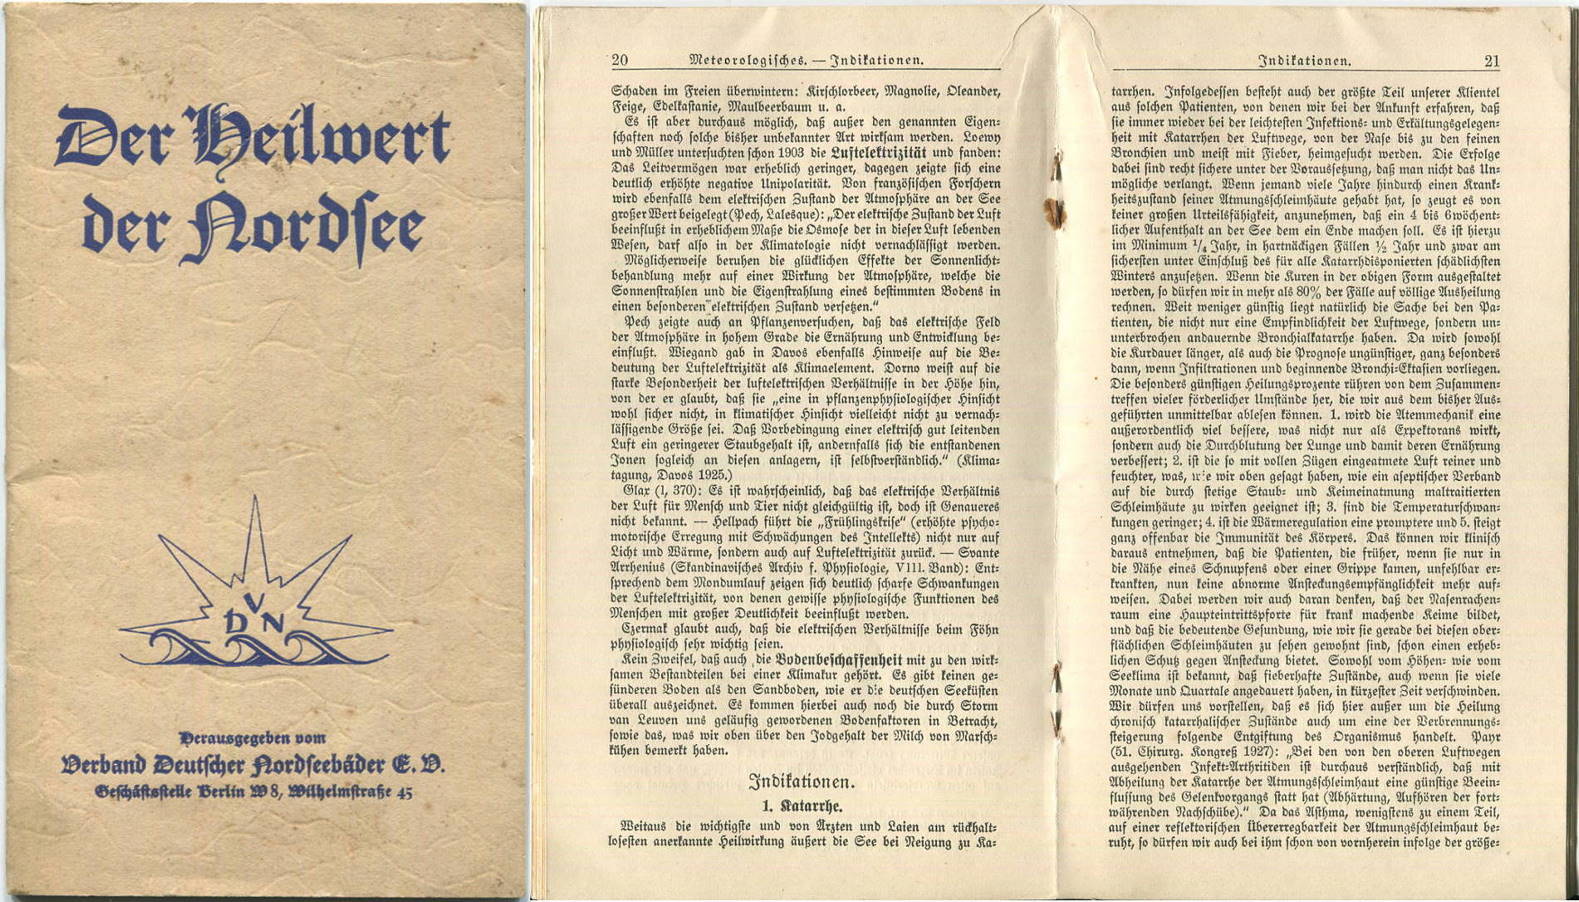 Der Heilwert
der Nordsee
V
D N
Herausgegeben vom
Verband Deutscher Nordseebäder E. V.
Geschäftsstelle Berlin W 8, Wilhelmstraße 45
20 Meteorologisches. — Indikationen.
Schaden im Freien überwintern: Kirschlorbeer, Magnolie, Oleander,
Feige, Edelkastanie, Maulbeerbaum u. a.
Es ist aber durchaus möglich, daß außer den genannten Eigen-
schaften noch solche bisher unbekannter Art wirksam werden. Loewy
und Müller untersuchten schon 1903 die Luftelektrizität und fanden:
Das Leitvermögen war erheblich geringer, dagegen zeigte sich eine
deutlich erhöhte negative Unipolarität. Von französischen Forschern
wird ebenfalls dem elektrischen Zustand der Atmosphäre an der See
großer Wert beigelegt (Pech, Lalesque): „Der elektrische Zustand der Luft
beeinflußt in erheblichem Maße die Osmose der in dieser Luft lebenden
Wesen, darf also in der Klimatologie nicht vernachlässigt werden.
Möglicherweise beruhen die glücklichen Effekte der Sonnenlicht-
behandlung mehr auf einer Wirkung der Atmosphäre, welche die
Sonnenstrahlen und die Eigenstrahlung eines bestimmten Bodens in
einen besonderen elektrischen Zustand versetzen.“
Pech zeigte auch an Pflanzenversuchen, daß das elektrische Feld
der Atmosphäre in hohem Grade die Ernährung und Entwicklung be-
einflußt. Wiegand gab in Davos ebenfalls Hinweise auf die Be-
deutung der Luftelektrizität als Klimaelement. Dorno weist auf die
starke Besonderheit der luftelektrischen Verhältnisse in der Höhe hin,
von der er glaubt, daß sie „eine in pflanzenphysiologischer Hinsicht
wohl sicher nicht, in klimatischer Hinsicht vielleicht nicht zu vernach-
lässigende Größe sei. Daß Vorbedingung einer elektrisch gut leitenden
Luft ein geringerer Staubgehalt ist, andernfalls sich die entstandenen
Jonen sogleich an diesen anlagern, ist selbstverständlich.“ (Klima-
tagung, Davos 1925.)
Glax (1, 370): Es ist wahrscheinlich, daß das elektrische Verhältnis
der Luft für Mensch und Tier nicht gleichgültig ist, doch ist Genaueres
nicht bekannt. — Hellpach führt die „Frühlingskrise“ (erhöhte psycho-
motorische Erregung mit Schwächungen des Intellekts) nicht nur auf
Licht und Wärme, sondern auch auf Luftelektrizität zurück. — Svante
Arrhenius (Skandinavisches Archiv f. Physiologie, VIII. Band): Ent-
sprechend dem Mondumlauf zeigen sich deutlich scharfe Schwankungen
der Luftelektrizität, von denen gewisse physiologische Funktionen des
Menschen mit großer Deutlichkeit beeinflußt werden.
Czermak glaubt auch, daß die elektrischen Verhältnisse beim Föhn
physiologisch sehr wichtig seien.
Kein Zweifel, daß auch die Bodenbeschaffenheit mit zu den wirk-
samen Bestandteilen bei einer Klimakur gehört. Es gibt keinen ge-
sünderen Boden als den Sandboden, wie er die deutschen Seeküsten
überall auszeichnet. Es kommen hierbei auch noch die durch Storm
van Leuwen uns geläufig gewordenen Bodenfaktoren in Betracht,
sowie das, was wir oben über den Jodgehalt der Milch von Marsch-
kühen bemerkt haben.
Indikationen.
1. Katarrhe.
Weitaus die wichtigste und von Ärzten und Laien am rückhalt-
losesten anerkannte Heilwirkung äußert die See bei Neigung zu Ka-
Indikationen. 21
tarrhen. Infolgedessen besteht auch der größte Teil unserer Klientel
aus solchen Patienten, von denen wir bei der Ankunft erfahren, daß
sie immer wieder bei der leichtesten Infektions- und Erkältungsgelegen-
heit mit Katarrhen der Luftwege, von der Nase bis zu den feinen
Bronchien und meist mit Fieber, heimgesucht werden. Die Erfolge
dabei sind recht sichere unter der Voraussetzung, daß man nicht das Un-
mögliche verlangt. Wenn jemand viele Jahre hindurch einen Krank-
heitszustand seiner Atmungsschleimhäute gehabt hat, so zeugt es von
keiner großen Urteilsfähigkeit, anzunehmen, daß ein 4 bis 6wöchent-
licher Aufenthalt an der See dem ein Ende machen soll. Es ist hierzu
im Minimum 1/4 Jahr, in hartnäckigen Fällen 1/2 Jahr und zwar am
sichersten unter Einschluß des für alle Katarrhdisponierten schädlichsten
Winters anzusetzen. Wenn die Kuren in der obigen Form ausgestaltet
werden, so dürfen wir in mehr als 80% der Fälle auf völlige Ausheilung
rechnen. Weit weniger günstig liegt natürlich die Sache bei den Pa-
tienten, die nicht nur eine Empfindlichkeit der Luftwege, sondern un-
unterbrochen andauernde Bronchialkatarrhe haben. Da wird sowohl
die Kurdauer länger, als auch die Prognose ungünstiger, ganz besonders
dann, wenn Infiltrationen und beginnende Bronchi-Ektasien vorliegen.
Die besonders günstigen Heilungsprozente rühren von dem Zusammen-
treffen vieler förderlicher Umstände her, die wir aus dem bisher Aus-
geführten unmittelbar ablesen können. 1. wird die Atemmechanik eine
außerordentlich viel bessere, was nicht nur als Expektorans wirkt,
sondern auch die Durchblutung der Lunge und damit deren Ernährung
verbessert; 2. ist die so mit vollen Zügen eingeatmete Luft reiner und
feuchter, was, wie wir oben gesagt haben, wie ein aseptischer Verband
auf die durch stetige Staub- und Keimeinatmung maltraitierten
Schleimhäute zu wirken geeignet ist; 3. sind die Temperaturschwan-
kungen geringer; 4. ist die Wärmeregulation eine promptere und 5. steigt
ganz offenbar die Immunität des Körpers. Das können wir klinisch
daraus entnehmen, daß die Patienten, die früher, wenn sie nur in
die Nähe eines Schnupfens oder einer Grippe kamen, unfehlbar er-
krankten, nun keine abnorme Ansteckungsempfänglichkeit mehr auf-
weisen. Dabei werden wir auch daran denken, daß der Nasenrachen-
raum eine Haupteintrittspforte für krank machende Keime bildet,
und daß die bedeutende Gesundung, wie wir sie gerade bei diesen ober-
flächlichen Schleimhäuten zu sehen gewohnt sind, schon einen erheb-
lichen Schutz gegen Ansteckung bietet. Sowohl vom Höhen- wie vom
Seeklima ist bekannt, daß fieberhafte Zustände, auch wenn sie viele
Monate und Quartale angedauert haben, in kürzester Zeit verschwinden.
Wir dürfen uns vorstellen, daß es sich hier außer um die Heilung
chronisch katarrhalischer Zustände auch um eine der Verbrennungs-
steigerung folgende Entgiftung des Organismus handelt. Payr
(51. Chirurg. Kongreß 1927): „Bei den von den oberen Luftwegen
ausgehenden Infekt-Arthritiden ist durchaus verständlich, daß mit
Abheilung der Katarrhe der Atmungsschleimhaut eine günstige Beein-
flussung des Gelenkvorgangs statt hat (Abhärtung, Aufhören der fort-
währenden Nachschübe).“ Da das Asthma, wenigstens zu einem Teil,
auf einer reflektorischen Übererregbarkeit der Atmungsschleimhaut be-
ruht, so dürfen wir auch bei ihm schon von vornherein infolge der größe-